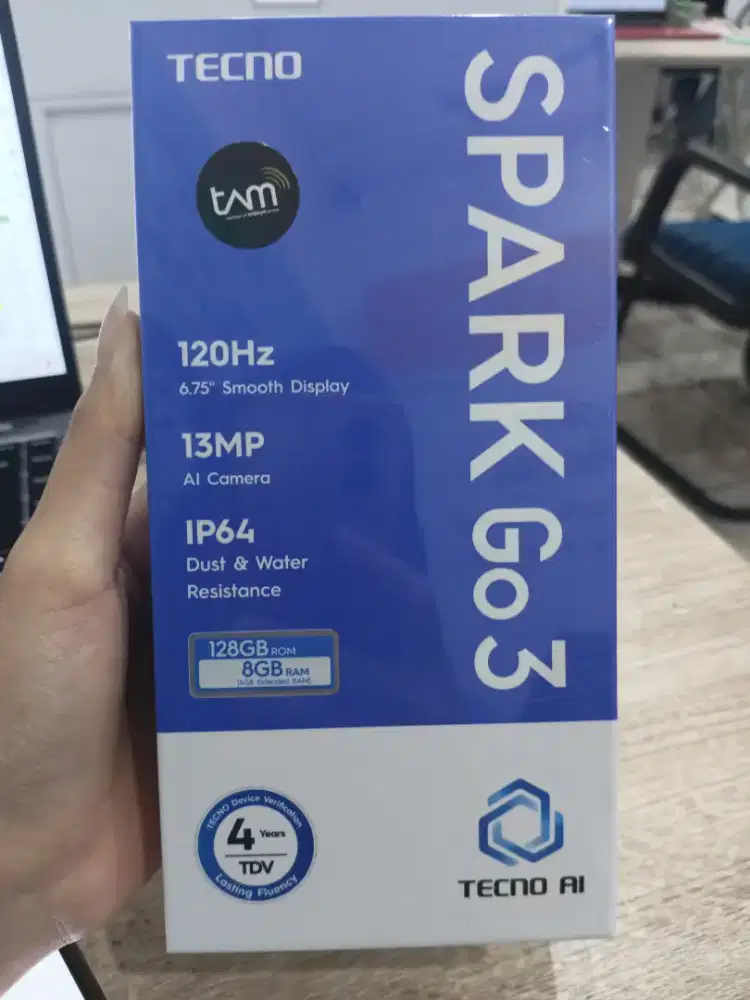 TECNO
tam
SPARK Go 3
120Hz
6.75" Smooth Display
13MP
AI Camera
IP64
Dust & Water
Resistance
128GB ROM
8GB RAM
TECNO Device Verification
4 Years
TDV
Lasting Fluency
TECNO AI